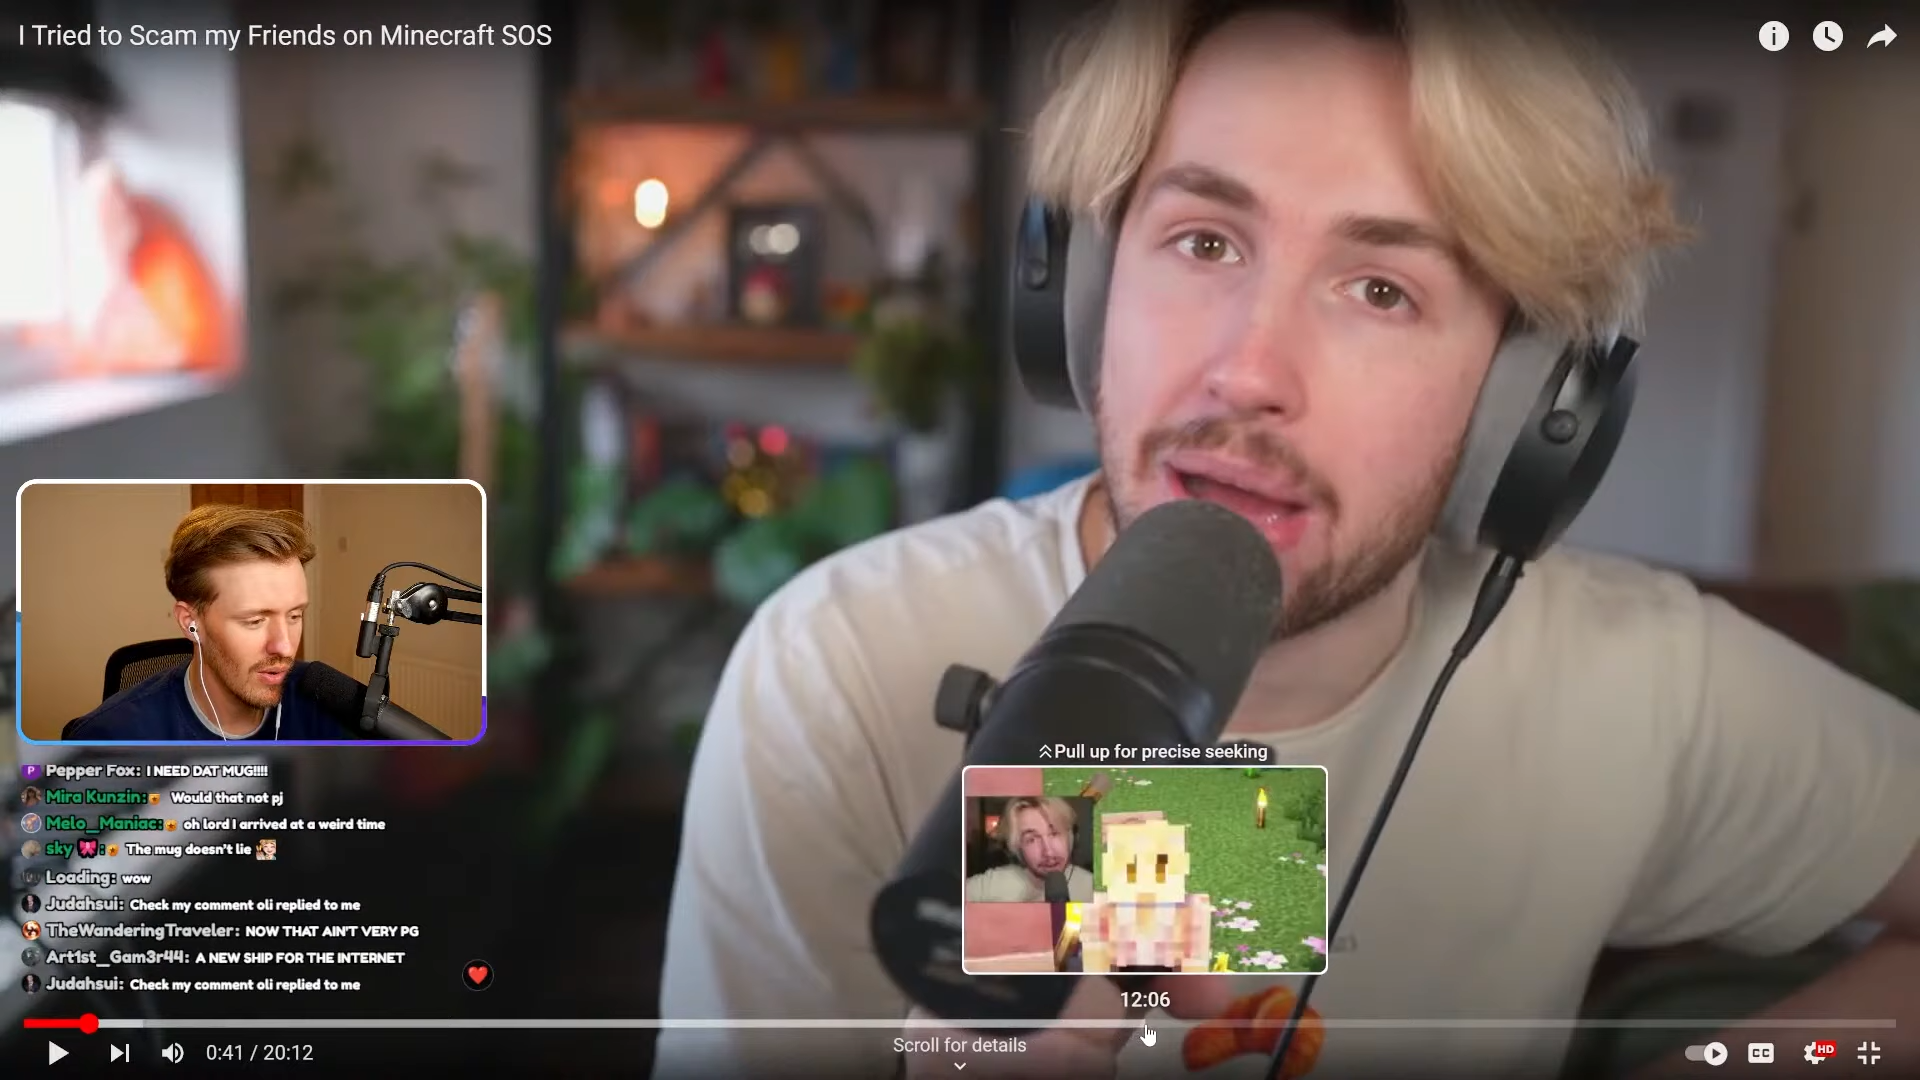 I Tried to Scam my Friends on Minecraft SOS
P Pepper Fox: I NEED DAT MUG!!!!
Mira Kunzin: Would that not pj
Melo_Maniac: oh lord I arrived at a weird time
sky: The mug doesn't lie
Loading: wow
Judahsui: Check my comment oli replied to me
TheWanderingTraveler: NOW THAT AIN'T VERY PG
Art1st_Gam3r44: A NEW SHIP FOR THE INTERNET
Judahsui: Check my comment oli replied to me
Pull up for precise seeking
12:06
0:41 / 20:12
Scroll for details
CC
HD